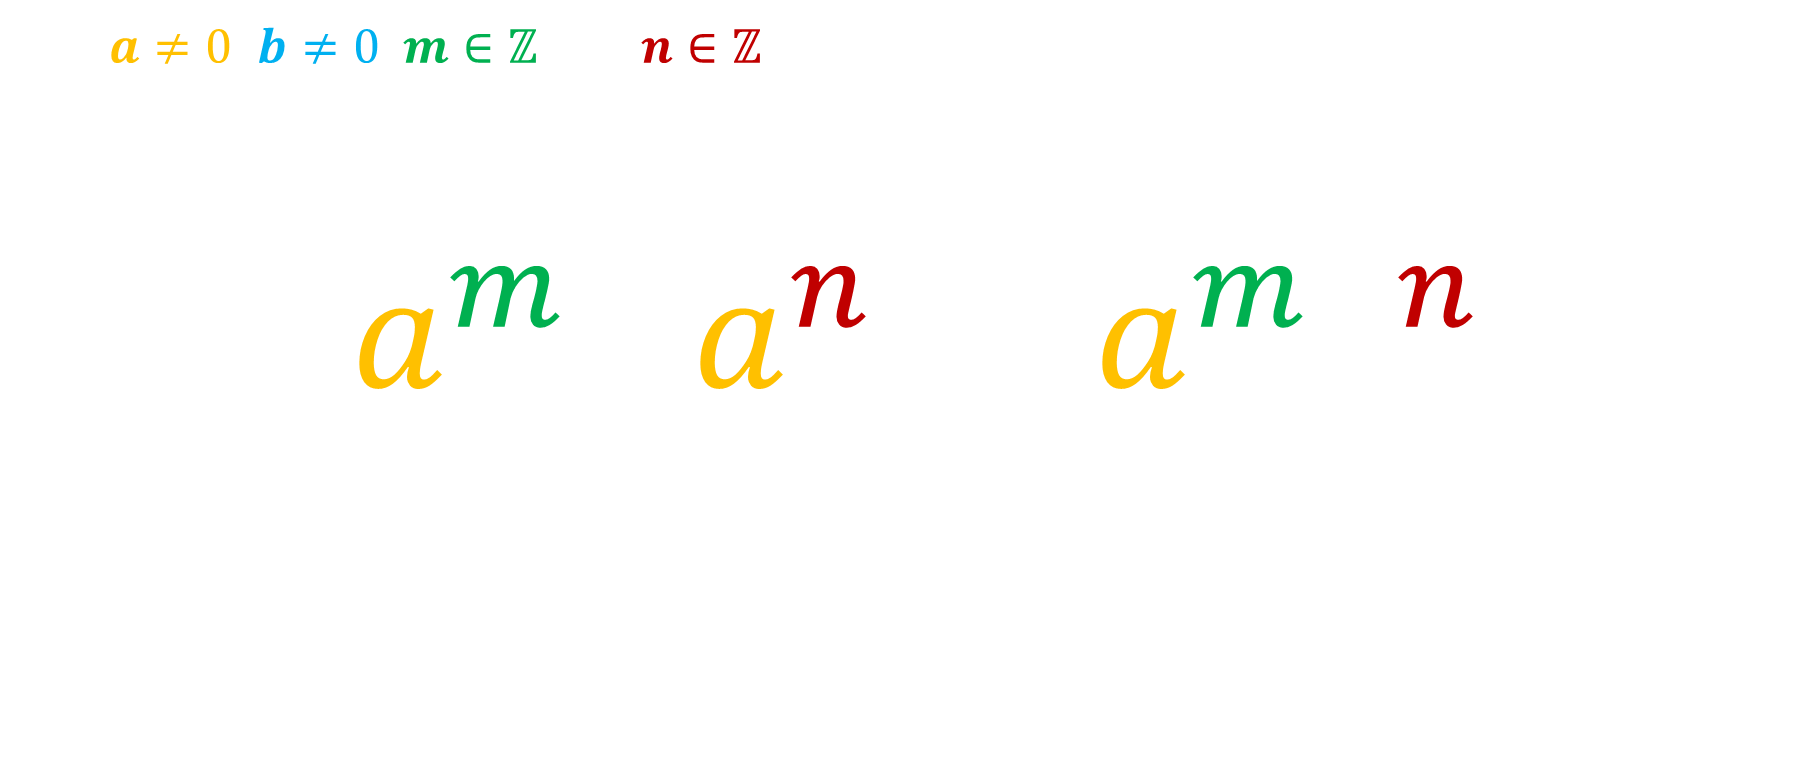 a ≠ 0 b ≠ 0 m ∈ ℤ n ∈ ℤ
a^m a^n a^m n